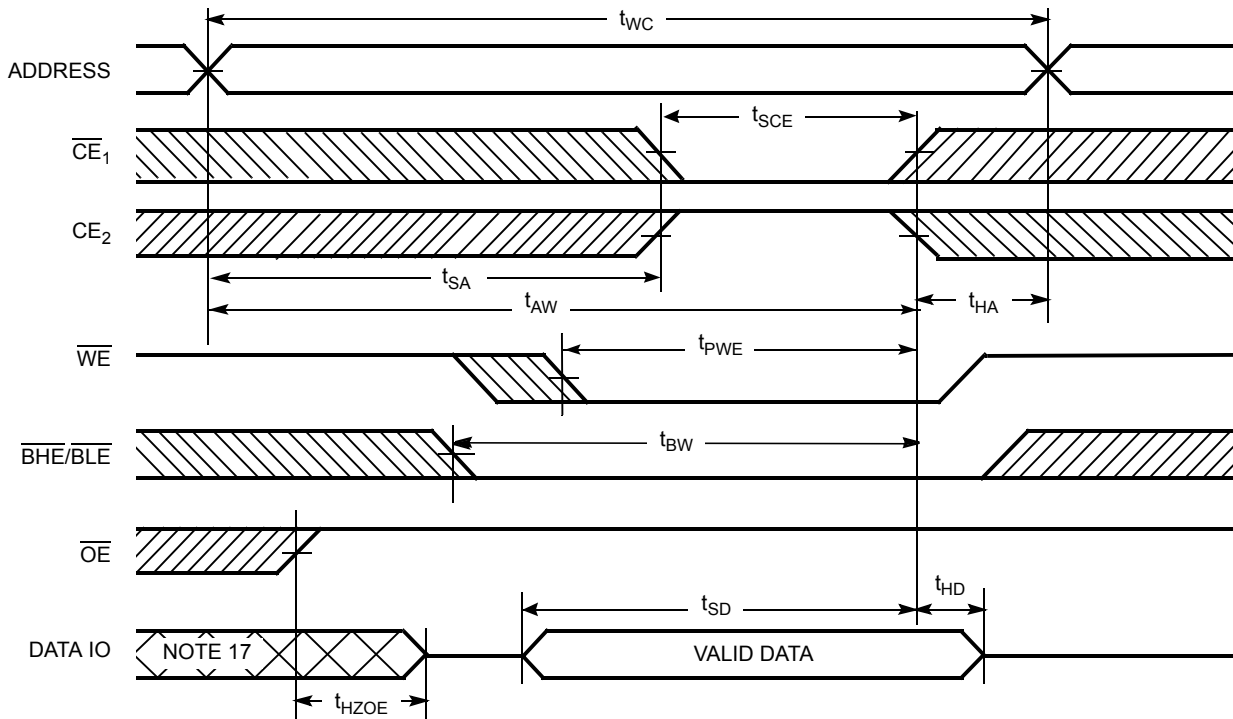 tWC
ADDRESS
tSCE
CE1
CE2
tSA
tAW
tHA
WE
tPWE
BHE/BLE
tBW
OE
tSD
tHD
DATA IO
NOTE 17
VALID DATA
tHZOE